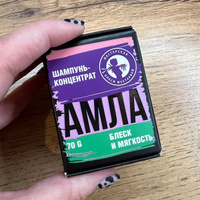 ШАМПУНЬ-
КОНЦЕНТРАТ
АМЛА
70 G
БЛЕСК
И МЯГКОСТЬ